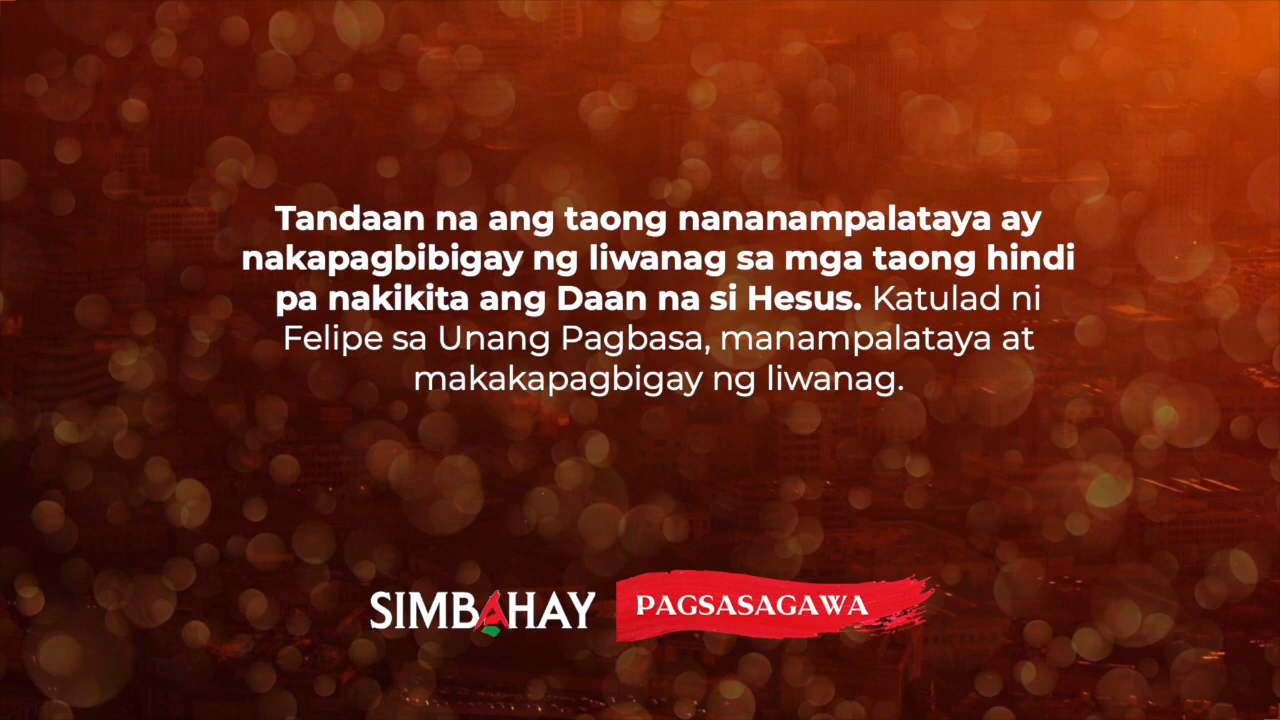 Tandaan na ang taong nananampalataya ay
nakapagbibigay ng liwanag sa mga taong hindi
pa nakikita ang Daan na si Hesus. Katulad ni
Felipe sa Unang Pagbasa, manampalataya at
makakapagbigay ng liwanag.
SIMBAHAY PAGSASAGAWA